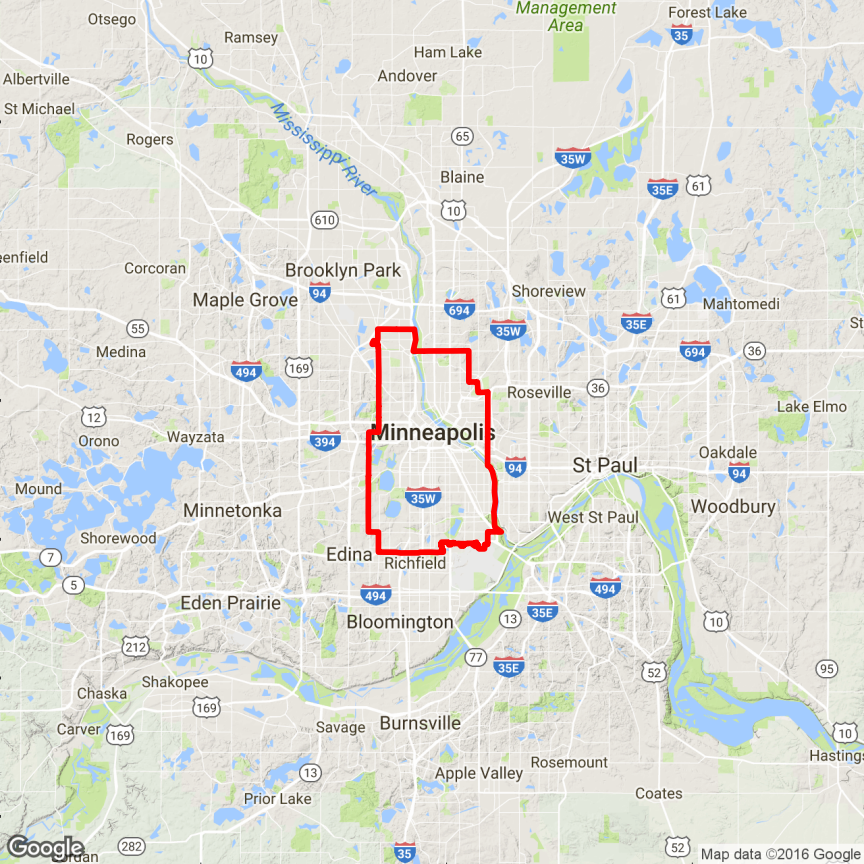 Management
Area
Otsego
Forest Lake
35
Ramsey
10
Ham Lake
Albertville
Andover
St Michael
Mississippi River
65
Rogers
35W
Blaine
35E
61
10
610
Corcoran
Brooklyn Park
Shoreview
94
Maple Grove
61
Mahtomedi
694
35W
35E
55
Medina
694
36
169
494
Roseville
36
Lake Elmo
12
Orono
Wayzata
394
Minneapolis
Oakdale
94
St Paul
94
Mound
35W
Minnetonka
Woodbury
West St Paul
Shorewood
7
Edina
Richfield
5
494
494
Eden Prairie
35E
13
Bloomington
10
212
77
35E
52
95
Shakopee
Chaska
169
Carver
169
Savage
Burnsville
10
Hastings
Rosemount
13
Apple Valley
Prior Lake
Coates
282
52
35
Google
Map data ©2016 Google